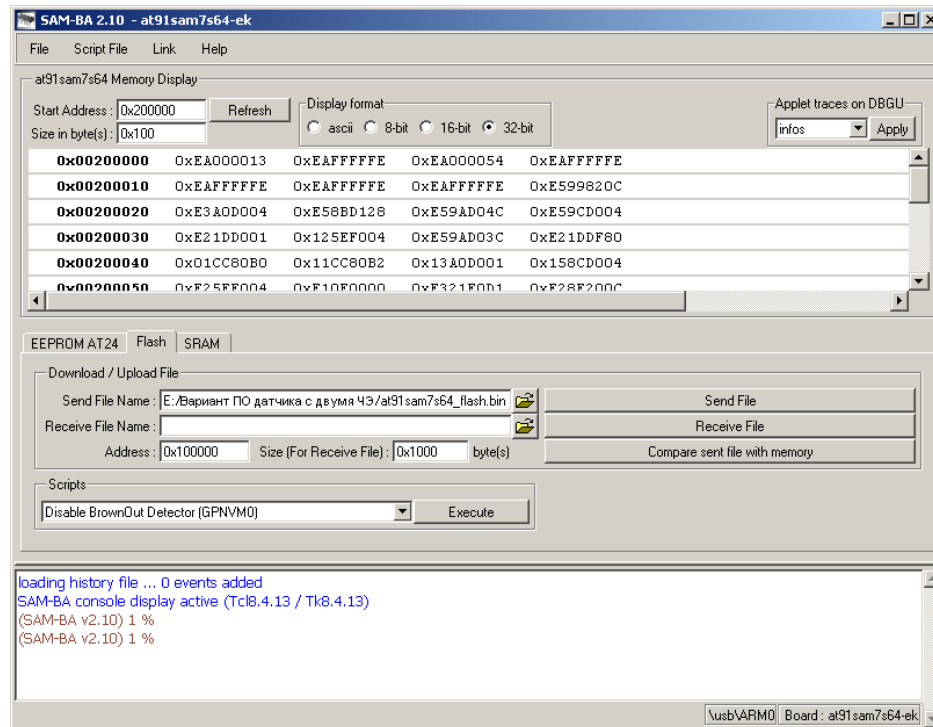 SAM-BA 2.10 - at91sam7s64-ek
File Script File Link Help
at91sam7s64 Memory Display
Start Address : 0x200000 Refresh
Size in byte(s) : 0x100
Display format
ascii 8-bit 16-bit 32-bit
Applet traces on DBGU
infos Apply
0x00200000 0xEA000013 0xEAFFFFFE 0xEA000054 0xEAFFFFFE
0x00200010 0xEAFFFFFE 0xEAFFFFFE 0xEAFFFFFE 0xE599820C
0x00200020 0xE3A0D004 0xE58BD128 0xE59AD04C 0xE59CD004
0x00200030 0xE21DD001 0x125EF004 0xE59AD03C 0xE21DDF80
0x00200040 0x01CC80B0 0x11CC80B2 0x13A0D001 0x158CD004
0x00200050 0xE25EF004 0xE10F0000 0xE321F0D1 0xE28F200C
EEPROM AT24 Flash SRAM
Download / Upload File
Send File Name : E:/Вариант ПО датчика с двумя ЧЭ/at91sam7s64_flash.bin Send File
Receive File Name : Receive File
Address : 0x100000 Size (For Receive File) : 0x1000 byte(s) Compare sent file with memory
Scripts
Disable BrownOut Detector (GPNVM0) Execute
loading history file ... 0 events added
SAM-BA console display active (Tcl8.4.13 / Tk8.4.13)
(SAM-BA v2.10) 1 %
(SAM-BA v2.10) 1 %
\usb\ARM0 Board : at91sam7s64-ek